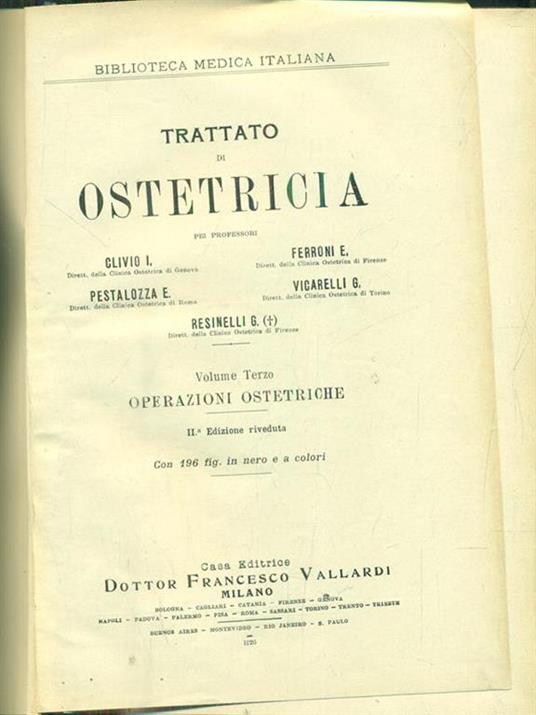 BIBLIOTECA MEDICA ITALIANA
TRATTATO
DI
OSTETRICIA
PEI PROFESSORI
CLIVIO I.
Dirett. della Clinica Ostetrica di Genova
FERRONI E.
Dirett. della Clinica Ostetrica di Firenze
PESTALOZZA E.
Dirett. della Clinica Ostetrica di Roma
VICARELLI G.
Dirett. della Clinica Ostetrica di Torino
RESINELLI G. (†)
Dirett. della Clinica Ostetrica di Firenze
Volume Terzo
OPERAZIONI OSTETRICHE
II.ª Edizione riveduta
Con 196 fig. in nero e a colori
Casa Editrice
DOTTOR FRANCESCO VALLARDI
MILANO
BOLOGNA – CAGLIARI – CATANIA – FIRENZE – GENOVA
NAPOLI – PADOVA – PALERMO – PISA – ROMA – SASSARI – TORINO – TRENTO – TRIESTE
BUENOS AIRES – MONTEVIDEO – RIO JANEIRO – S. PAULO